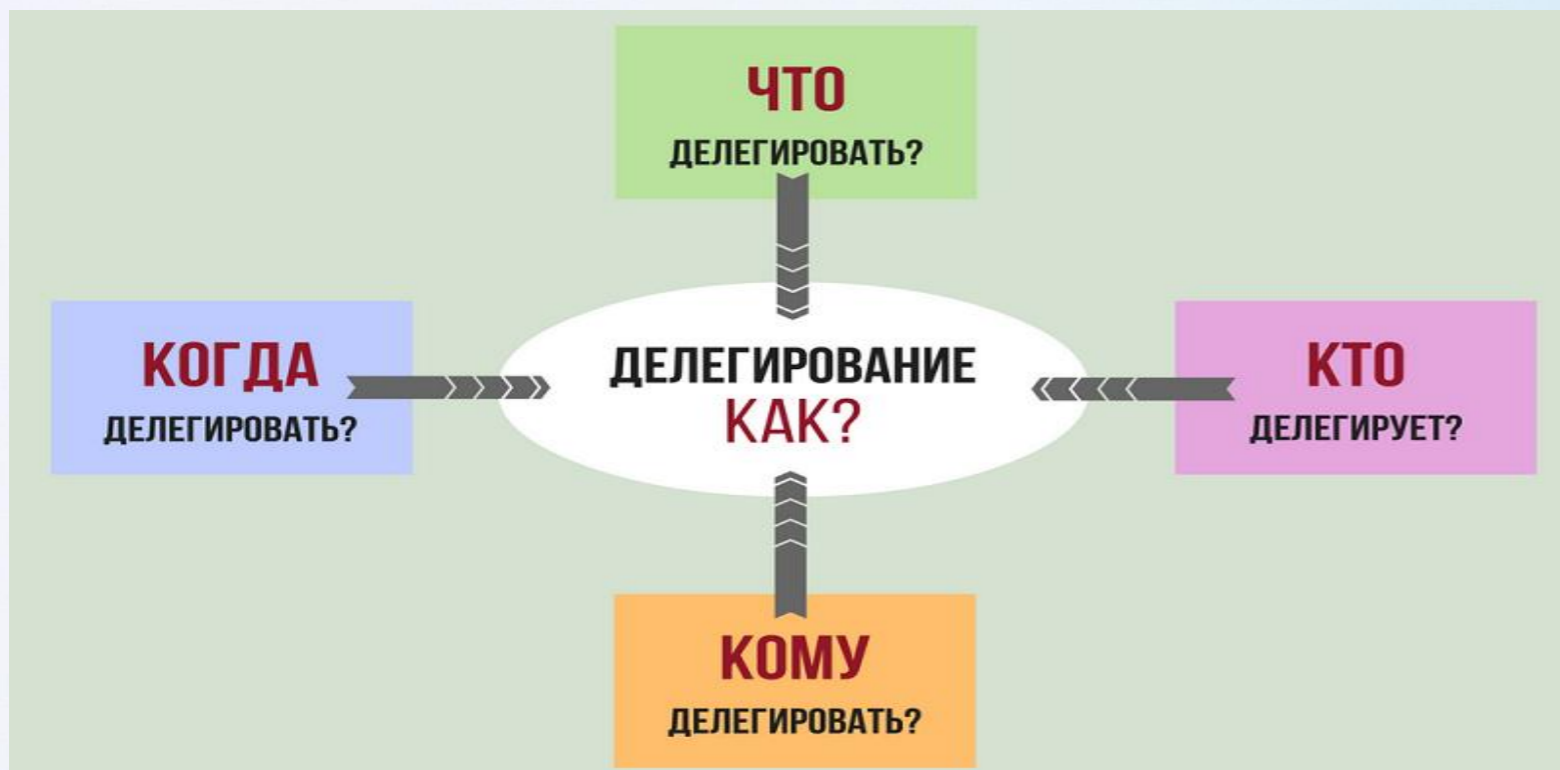 ЧТО
ДЕЛЕГИРОВАТЬ?
КОГДА
ДЕЛЕГИРОВАТЬ?
ДЕЛЕГИРОВАНИЕ
КАК?
КТО
ДЕЛЕГИРУЕТ?
КОМУ
ДЕЛЕГИРОВАТЬ?